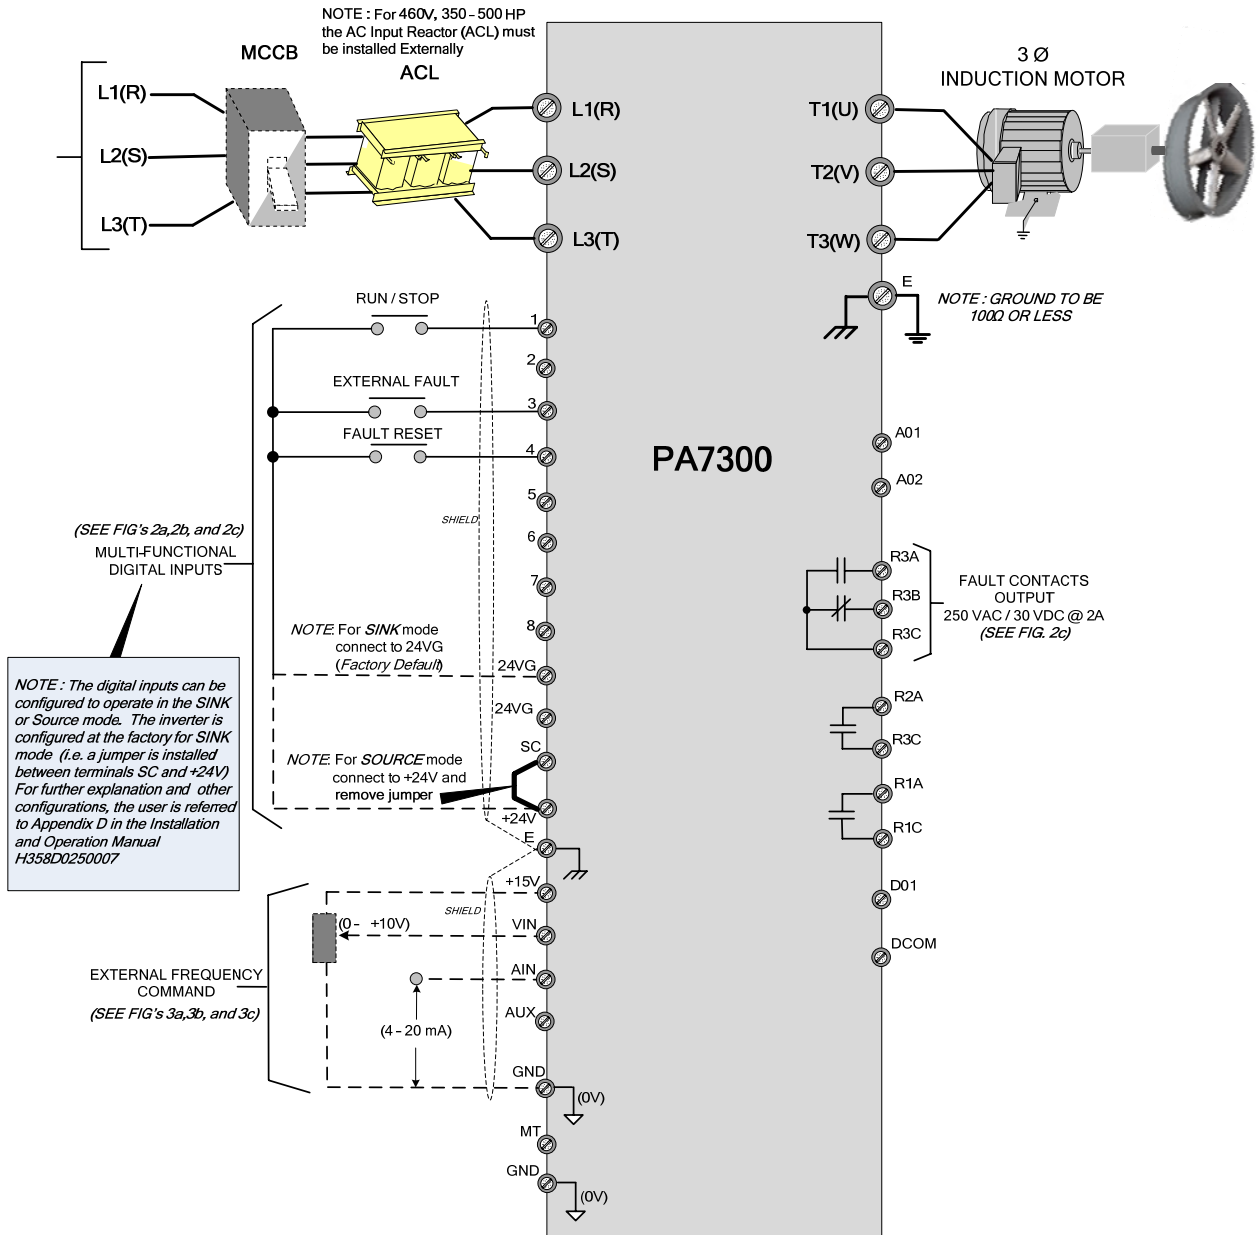 NOTE : For 460V, 350 - 500 HP
the AC Input Reactor (ACL) must
be installed Externally
MCCB
ACL
L1(R)
L2(S)
L3(T)
L1(R)
L2(S)
L3(T)
T1(U)
T2(V)
T3(W)
3 Ø
INDUCTION MOTOR
E
NOTE : GROUND TO BE
100Ω OR LESS
RUN / STOP
1
2
EXTERNAL FAULT
3
FAULT RESET
4
5
SHIELD
6
7
8
(SEE FIG's 2a,2b, and 2c)
MULTI-FUNCTIONAL
DIGITAL INPUTS
NOTE: For SINK mode
connect to 24VG
(Factory Default)
24VG
24VG
SC
NOTE: For SOURCE mode
connect to +24V and
remove jumper
+24V
E
NOTE : The digital inputs can be
configured to operate in the SINK
or Source mode. The inverter is
configured at the factory for SINK
mode (i.e. a jumper is installed
between terminals SC and +24V)
For further explanation and other
configurations, the user is referred
to Appendix D in the Installation
and Operation Manual
H358D0250007
PA7300
A01
A02
R3A
R3B
R3C
FAULT CONTACTS
OUTPUT
250 VAC / 30 VDC @ 2A
(SEE FIG. 2c)
R2A
R3C
R1A
R1C
D01
DCOM
+15V
SHIELD
(0 - +10V)
VIN
AIN
EXTERNAL FREQUENCY
COMMAND
(SEE FIG's 3a,3b, and 3c)
AUX
(4 - 20 mA)
GND
(0V)
MT
GND
(0V)